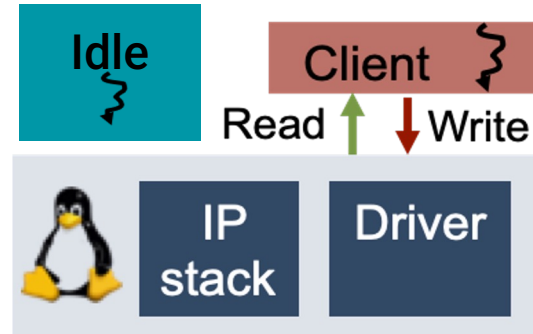 Idle
Client
Read
Write
IP
stack
Driver